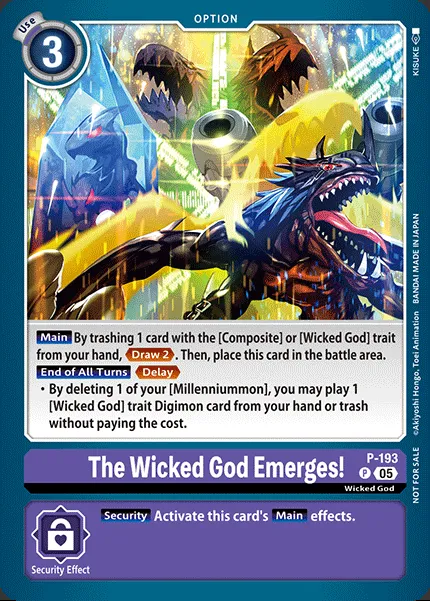 OPTION
Use
3
KISUKE
Main By trashing 1 card with the [Composite] or [Wicked God] trait
from your hand, Draw 2. Then, place this card in the battle area.
End of All Turns Delay
・By deleting 1 of your [Millenniummon], you may play 1
[Wicked God] trait Digimon card from your hand or trash
without paying the cost.
©Akiyoshi Hongo, Toei Animation BANDAI MADE IN JAPAN
NOT FOR SALE
The Wicked God Emerges!
P-193
P 05
Wicked God
Security Activate this card's Main effects.
Security Effect